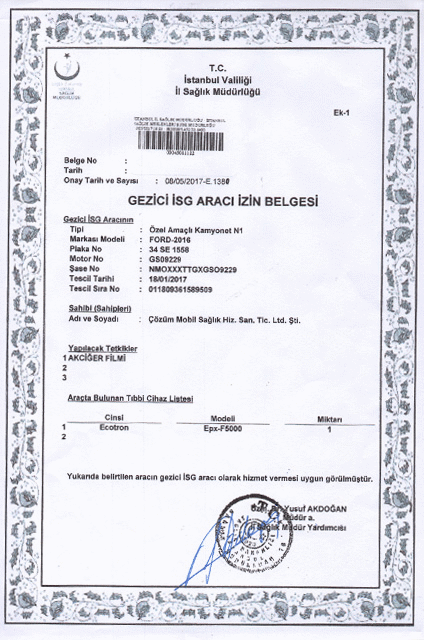 T.C.
İstanbul Valiliği
İl Sağlık Müdürlüğü
Ek-1
Belge No :
Tarih :
Onay Tarih ve Sayısı : 08/05/2017-E.1380
GEZİCİ İSG ARACI İZİN BELGESİ
Gezici İSG Aracının
Tipi : Özel Amaçlı Kamyonet N1
Markası Modeli : FORD-2016
Plaka No : 34 SE 1558
Motor No : GS09229
Şase No : NMOXXXTTGXGSO9229
Tescil Tarihi : 18/01/2017
Tescil Sıra No : 011809361589509
Sahibi (Sahipleri)
Adı ve Soyadı : Çözüm Mobil Sağlık Hiz. San. Tic. Ltd. Şti.
Yapılacak Tetkikler
1 AKCİĞER FİLMİ
2
3
Araçta Bulunan Tıbbi Cihaz Listesi
Cinsi Modeli Miktarı
1 Ecotron Epx-F5000 1
2
Yukarıda belirtilen aracın gezici İSG aracı olarak hizmet vermesi uygun görülmüştür.
Yusuf AKDOĞAN
Müdür a.
Sağlık Müdür Yardımcısı